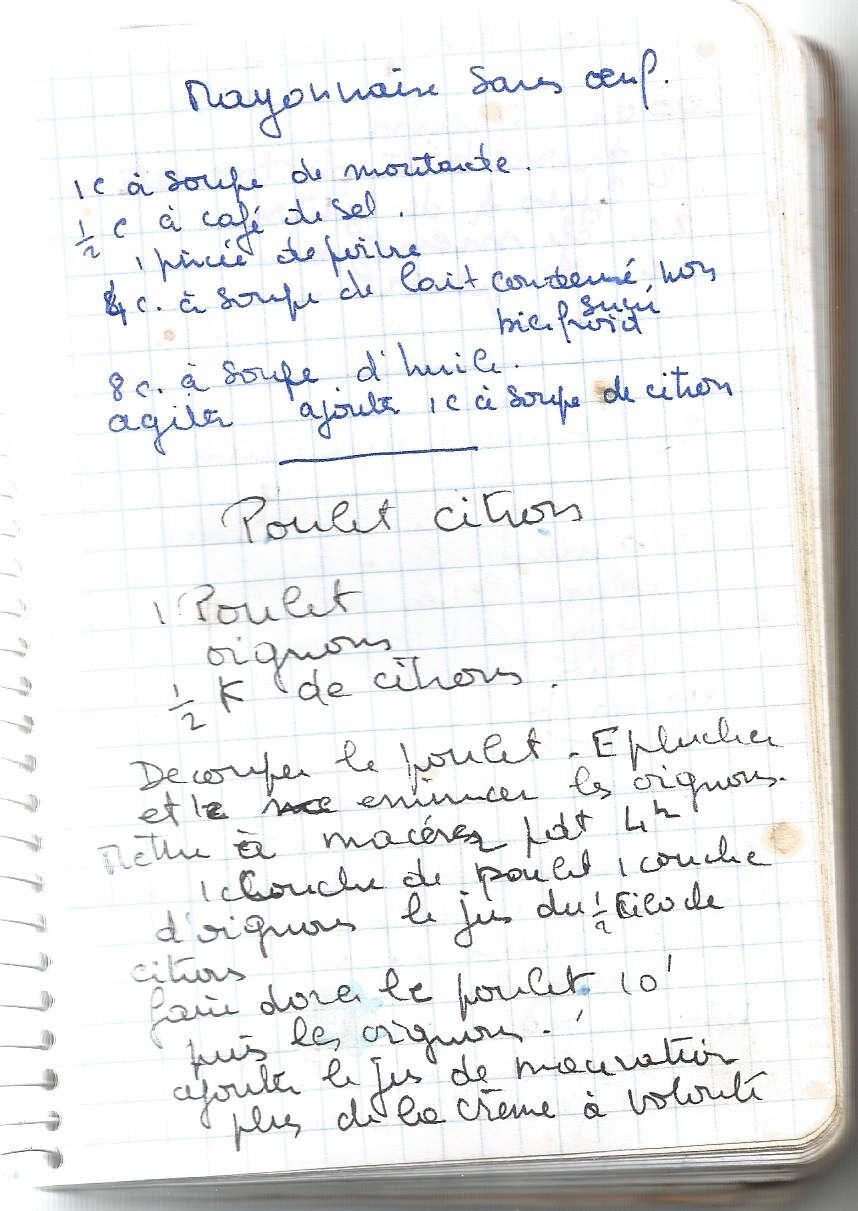 Mayonnaise sans œuf.
1 c à soupe de moutarde.
½ c à café de sel.
1 pincée de poivre
4 c. à soupe de lait condensé, non
sucré
bien froid
8 c. à soupe d'huile.
agiter ajouter 1 c à soupe de citron
Poulet citron
1 Poulet
oignons
½ K de citrons.
Decouper le poulet. Eplucher
et emincer les oignons.
Mettre à macérer pdt 4h
1 couche de poulet 1 couche
d'oignons le jus du ½ kilo de
citrons
faire dorer le poulet 10'
puis les oignons.
ajouter le jus de macération
plus de la crème à volonté